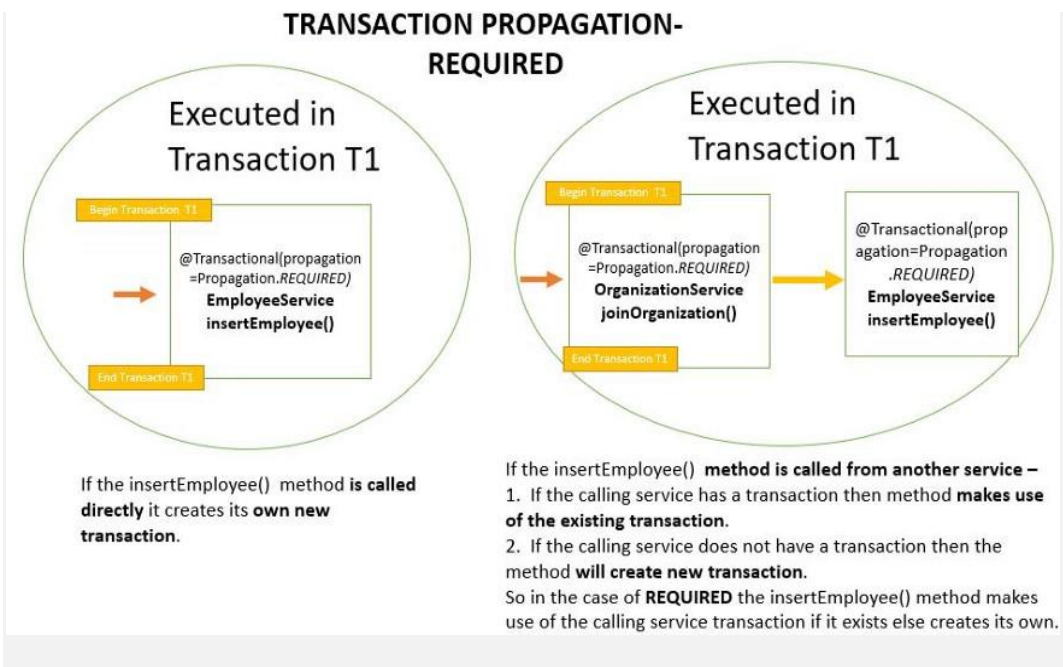 TRANSACTION PROPAGATION-
REQUIRED
Executed in
Transaction T1
Begin Transaction T1
@Transactional(propagation
=Propagation.REQUIRED)
EmployeeService
insertEmployee()
End Transaction T1
If the insertEmployee() method is called
directly it creates its own new
transaction.
Executed in
Transaction T1
Begin Transaction T1
@Transactional(propagation
=Propagation.REQUIRED)
OrganizationService
joinOrganization()
End Transaction T1
@Transactional(prop
agation=Propagation
.REQUIRED)
EmployeeService
insertEmployee()
If the insertEmployee() method is called from another service –
1. If the calling service has a transaction then method makes use
of the existing transaction.
2. If the calling service does not have a transaction then the
method will create new transaction.
So in the case of REQUIRED the insertEmployee() method makes
use of the calling service transaction if it exists else creates its own.